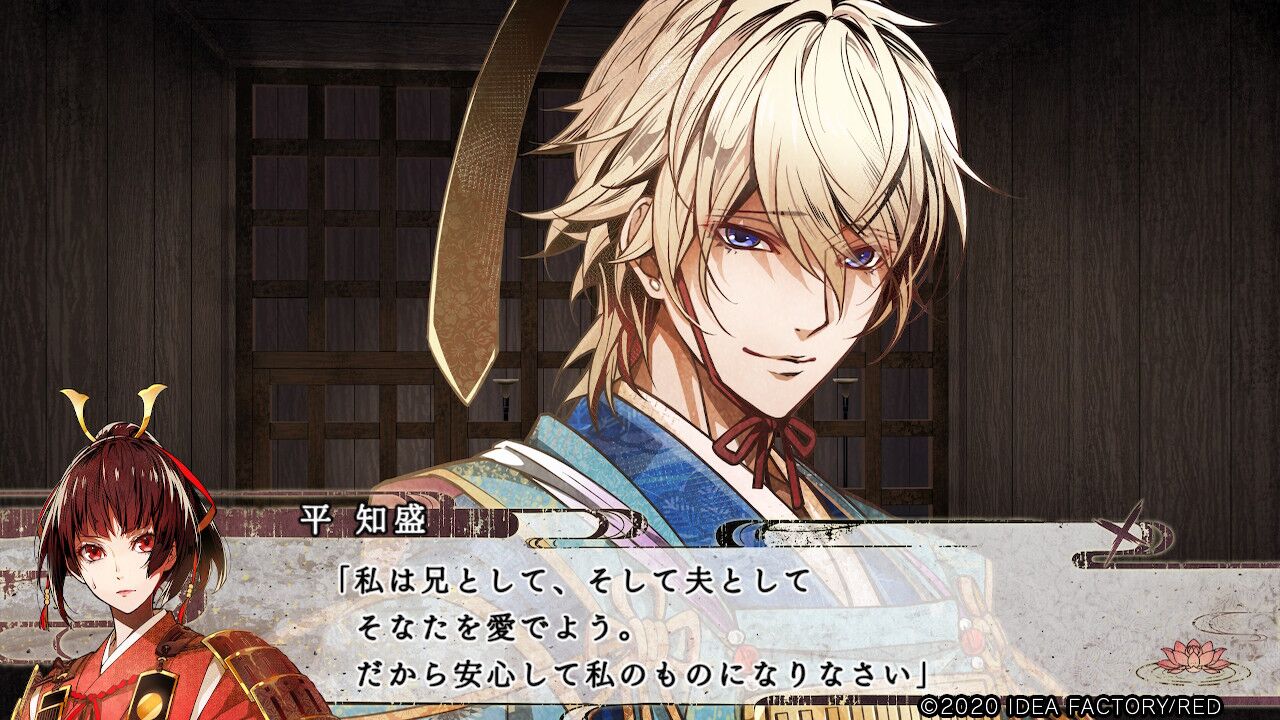 平 知盛
「私は兄として、そして夫として
そなたを愛でよう。
だから安心して私のものになりなさい」
©2020 IDEA FACTORY/RED